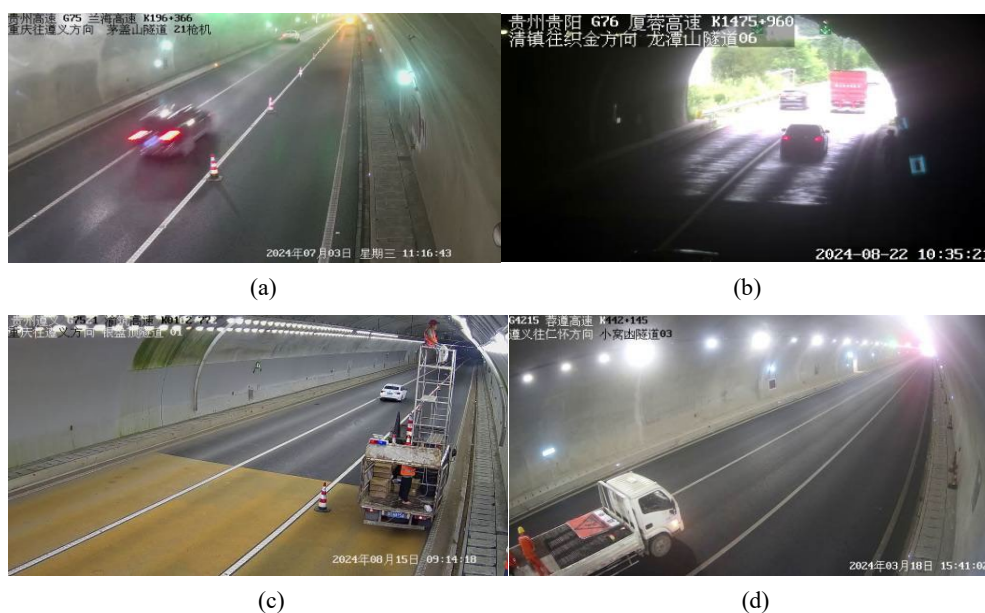 贵州高速 G75 兰海高速 K196+366
重庆往遵义方向 茅盖山隧道 21枪机
2024年07月03日 星期三 11:16:43
(a)
贵州贵阳 G76 厦蓉高速 K1475+960
清镇往织金方向 龙潭山隧道06
2024-08-22 10:35:21
(b)
重庆往遵义方向
2024年08月15日 09:14:18
(c)
G4215 蓉遵高速 K442+145
遵义往仁怀方向 小窝凼隧道03
2024年03月18日 15:41:02
(d)